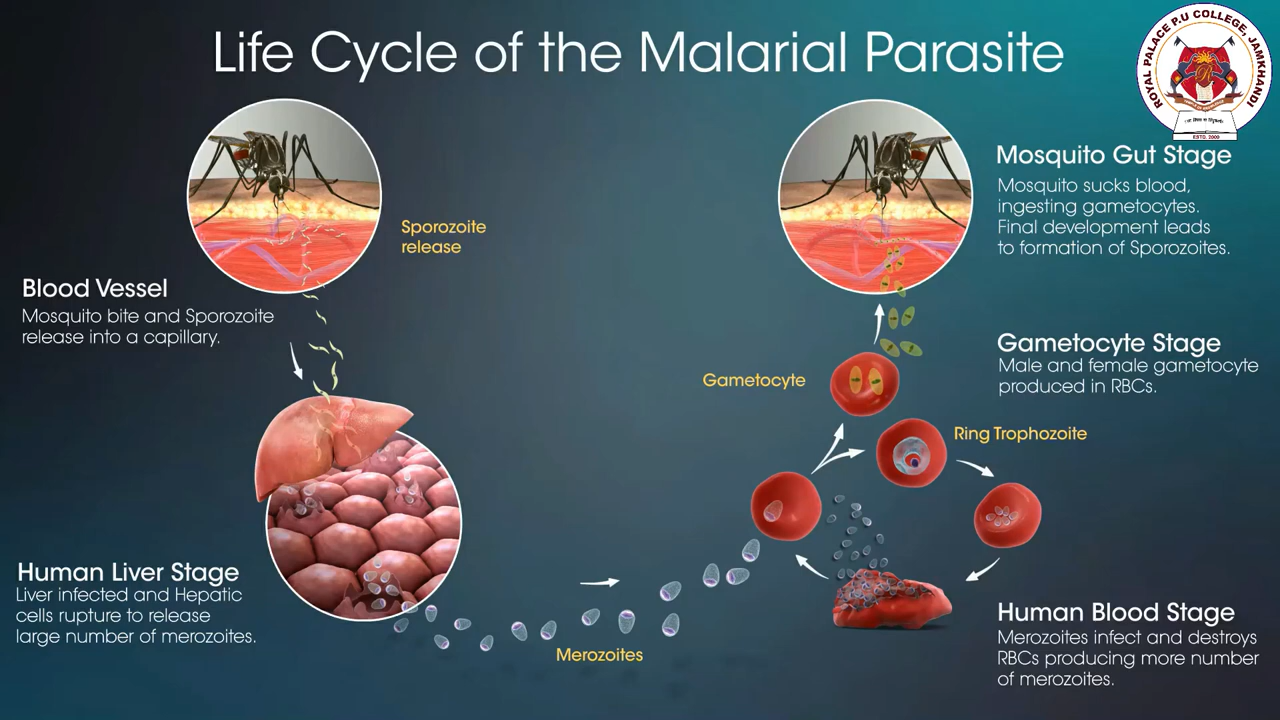 Life Cycle of the Malarial Parasite
ROYAL PALACE P.U COLLEGE, JAMKHANDI
ESTD. 2009
Sporozoite
release
Blood Vessel
Mosquito bite and Sporozoite
release into a capillary.
Human Liver Stage
Liver infected and Hepatic
cells rupture to release
large number of merozoites.
Merozoites
Mosquito Gut Stage
Mosquito sucks blood,
ingesting gametocytes.
Final development leads
to formation of Sporozoites.
Gametocyte Stage
Male and female gametocyte
produced in RBCs.
Gametocyte
Ring Trophozoite
Human Blood Stage
Merozoites infect and destroys
RBCs producing more number
of merozoites.